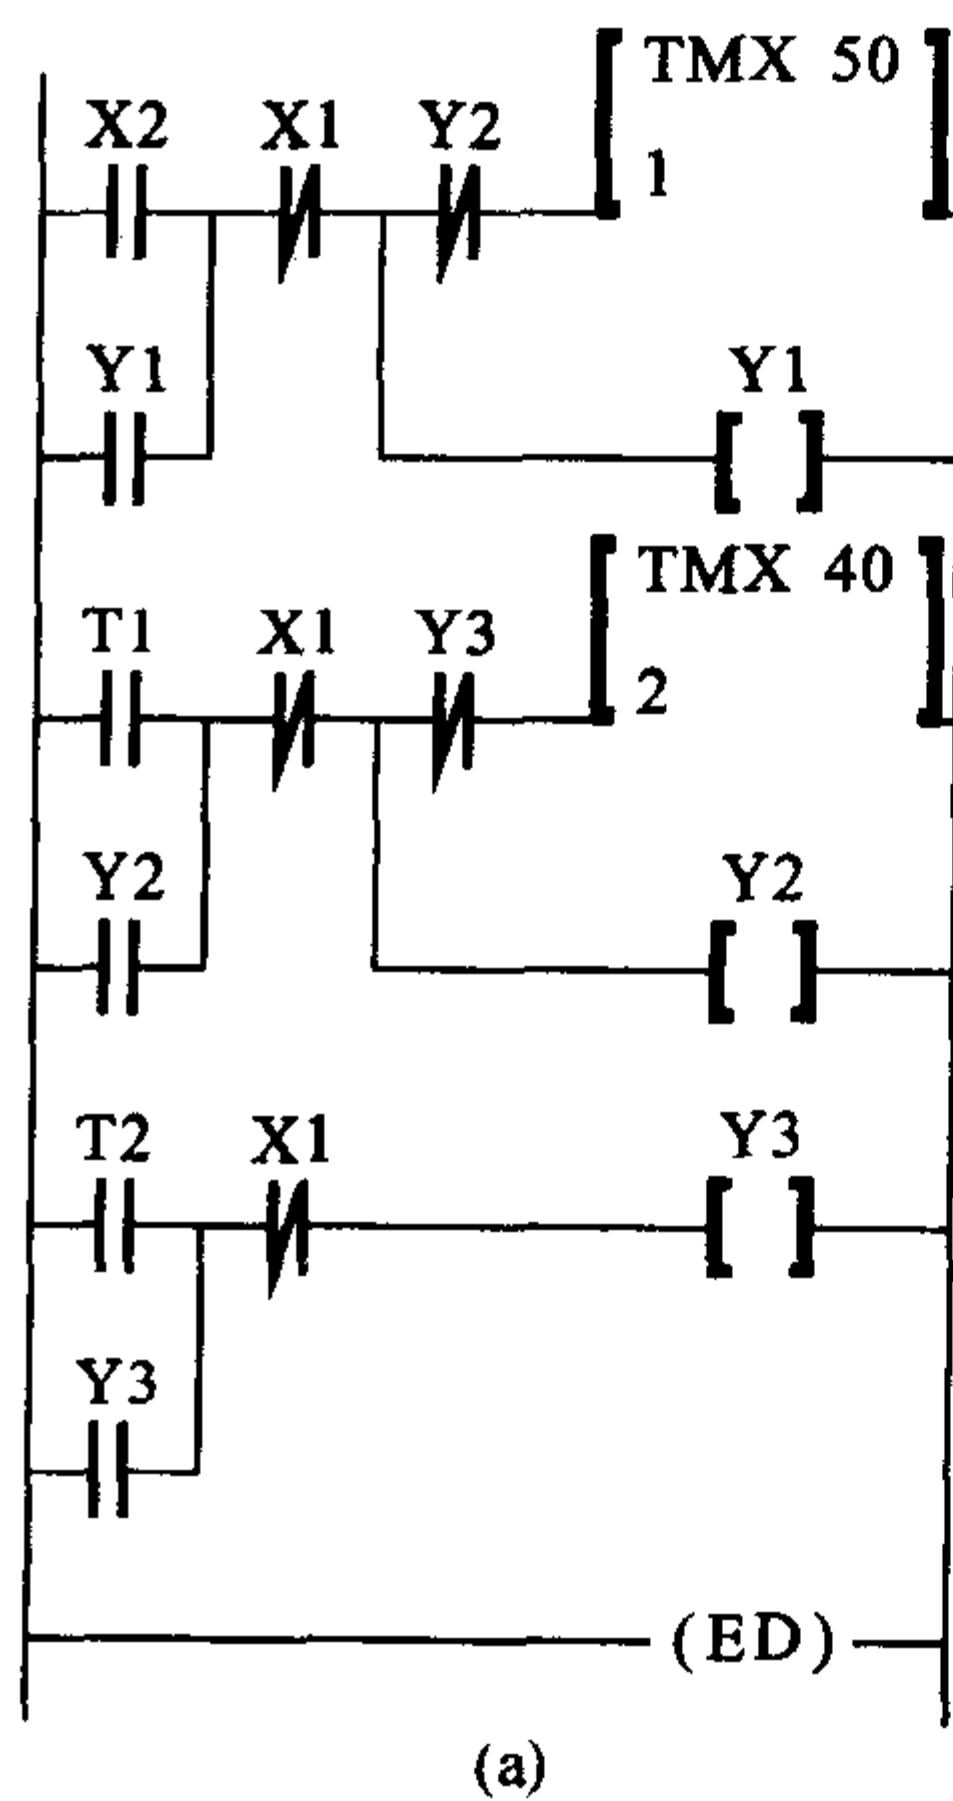 TMX 50
X2 X1 Y2
1
Y1 Y1
TMX 40
T1 X1 Y3
2
Y2 Y2
T2 X1 Y3
Y3
(ED)
(a)